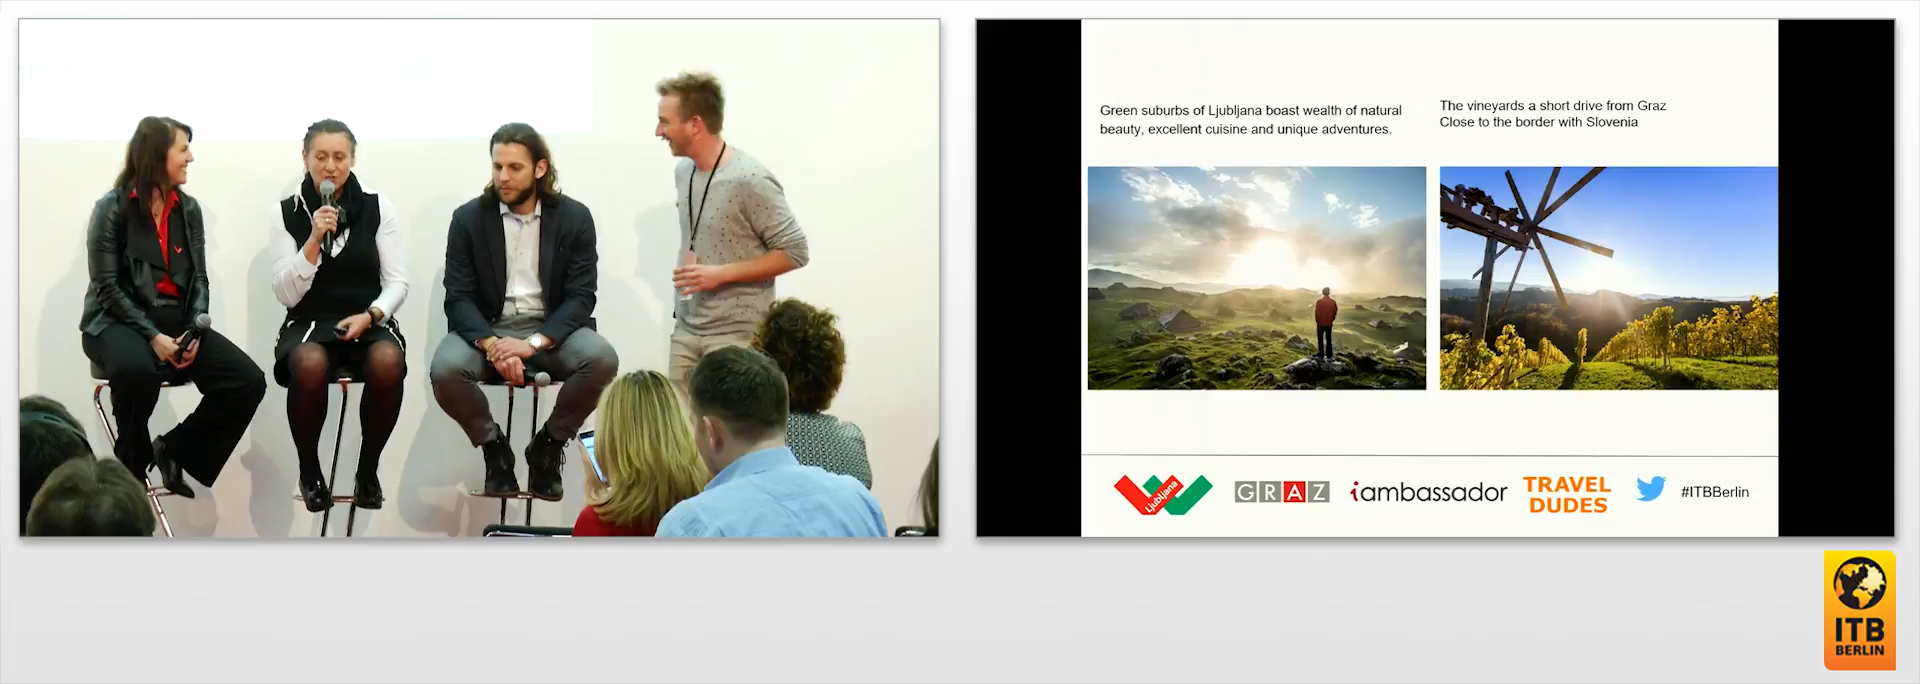 Green suburbs of Ljubljana boast wealth of natural
beauty, excellent cuisine and unique adventures.
The vineyards a short drive from Graz
Close to the border with Slovenia
Ljubljana
GRAZ
iambassador
TRAVEL
DUDES
#ITBBerlin
ITB
BERLIN